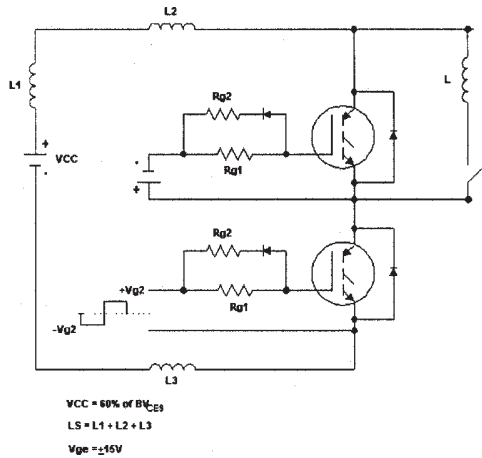 L2
L1
L
Rg2
+
VCC
-
-
+
Rg1
Rg2
+Vg2
Rg1
-Vg2
L3
VCC = 60% of BVCES
LS = L1 + L2 + L3
Vge = ±15V